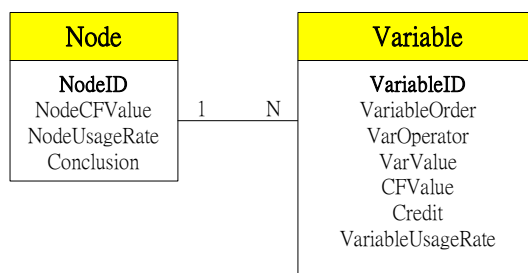 Node
NodeID
NodeCFValue
NodeUsageRate
Conclusion
1 N
Variable
VariableID
VariableOrder
VarOperator
VarValue
CFValue
Credit
VariableUsageRate